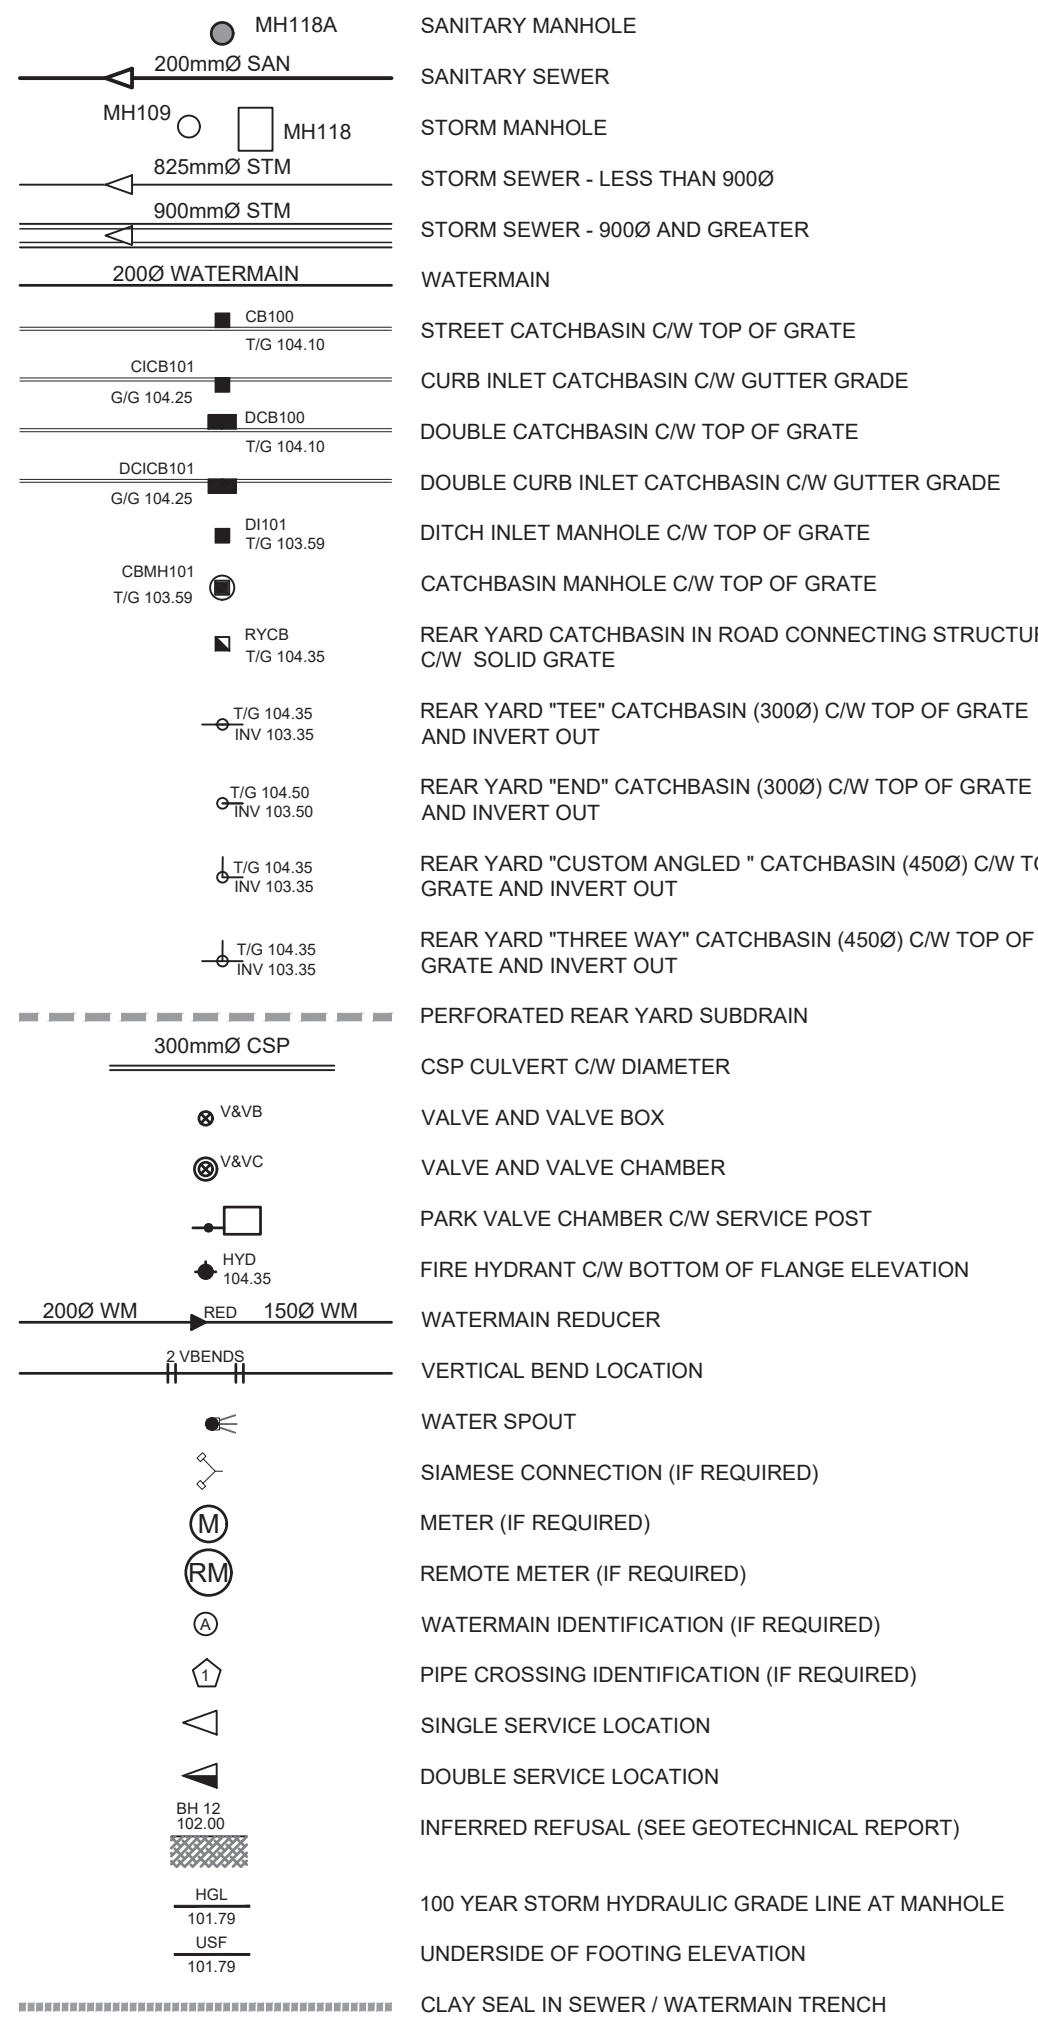 MH118A SANITARY MANHOLE
200mmØ SAN SANITARY SEWER
MH109 MH118 STORM MANHOLE
825mmØ STM STORM SEWER - LESS THAN 900Ø
900mmØ STM STORM SEWER - 900Ø AND GREATER
200Ø WATERMAIN WATERMAIN
CB100
T/G 104.10
STREET CATCHBASIN C/W TOP OF GRATE
CICB101
G/G 104.25
CURB INLET CATCHBASIN C/W GUTTER GRADE
DCB100
T/G 104.10
DOUBLE CATCHBASIN C/W TOP OF GRATE
DCICB101
G/G 104.25
DOUBLE CURB INLET CATCHBASIN C/W GUTTER GRADE
DI101
T/G 103.59
DITCH INLET MANHOLE C/W TOP OF GRATE
CBMH101
T/G 103.59
CATCHBASIN MANHOLE C/W TOP OF GRATE
RYCB
T/G 104.35
REAR YARD CATCHBASIN IN ROAD CONNECTING
C/W SOLID GRATE
T/G 104.35
INV 103.35
REAR YARD "TEE" CATCHBASIN (300Ø) C/W TOP OF GRATE
AND INVERT OUT
T/G 104.50
INV 103.50
REAR YARD "END" CATCHBASIN (300Ø) C/W TOP OF GRATE
AND INVERT OUT
T/G 104.35
INV 103.35
REAR YARD "CUSTOM ANGLED " CATCHBASIN (450Ø) C/W
GRATE AND INVERT OUT
T/G 104.35
INV 103.35
REAR YARD "THREE WAY" CATCHBASIN (450Ø) C/W TOP OF
GRATE AND INVERT OUT
PERFORATED REAR YARD SUBDRAIN
300mmØ CSP CSP CULVERT C/W DIAMETER
V&VB VALVE AND VALVE BOX
V&VC VALVE AND VALVE CHAMBER
PARK VALVE CHAMBER C/W SERVICE POST
HYD
104.35
FIRE HYDRANT C/W BOTTOM OF FLANGE ELEVATION
200Ø WM RED 150Ø WM WATERMAIN REDUCER
2 VBENDS VERTICAL BEND LOCATION
WATER SPOUT
SIAMESE CONNECTION (IF REQUIRED)
M METER (IF REQUIRED)
RM REMOTE METER (IF REQUIRED)
A WATERMAIN IDENTIFICATION (IF REQUIRED)
1 PIPE CROSSING IDENTIFICATION (IF REQUIRED)
SINGLE SERVICE LOCATION
DOUBLE SERVICE LOCATION
BH 12
102.00
INFERRED REFUSAL (SEE GEOTECHNICAL REPORT)
HGL
101.79
100 YEAR STORM HYDRAULIC GRADE LINE AT MANHOLE
USF
101.79
UNDERSIDE OF FOOTING ELEVATION
CLAY SEAL IN SEWER / WATERMAIN TRENCH